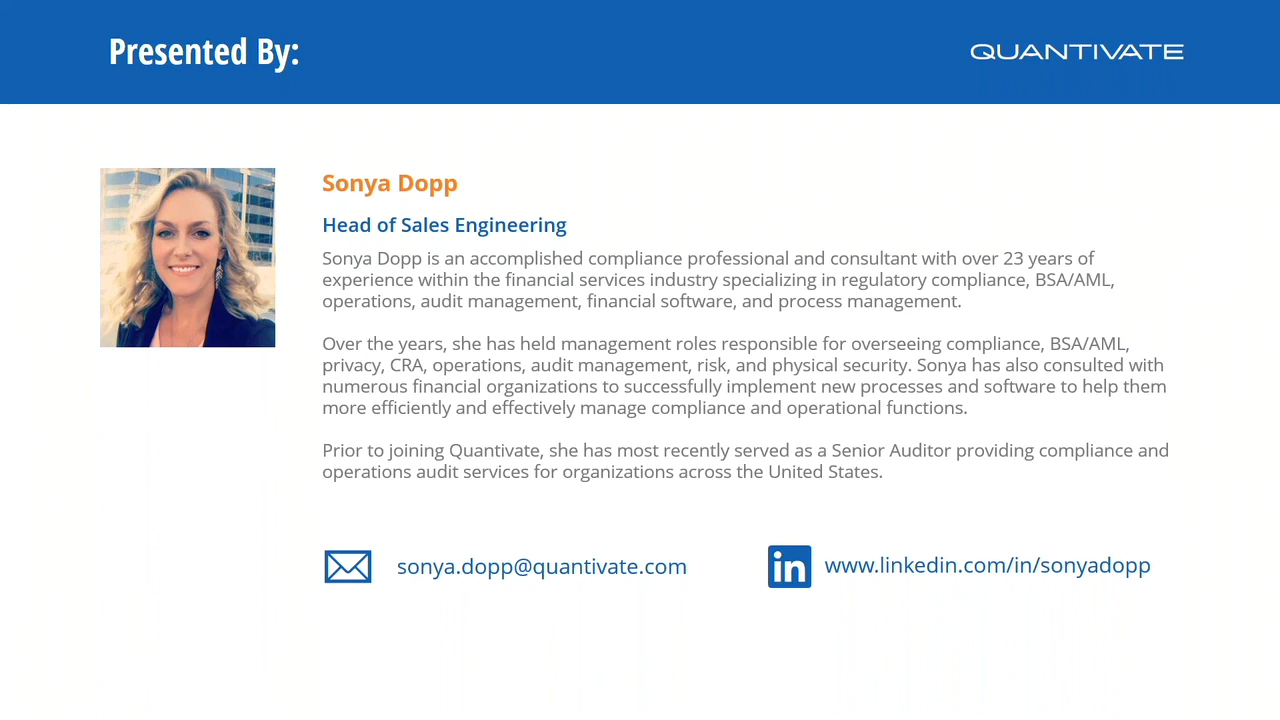 Presented By:
QUANTIVATE
Sonya Dopp
Head of Sales Engineering
Sonya Dopp is an accomplished compliance professional and consultant with over 23 years of
experience within the financial services industry specializing in regulatory compliance, BSA/AML,
operations, audit management, financial software, and process management.
Over the years, she has held management roles responsible for overseeing compliance, BSA/AML,
privacy, CRA, operations, audit management, risk, and physical security. Sonya has also consulted with
numerous financial organizations to successfully implement new processes and software to help them
more efficiently and effectively manage compliance and operational functions.
Prior to joining Quantivate, she has most recently served as a Senior Auditor providing compliance and
operations audit services for organizations across the United States.
sonya.dopp@quantivate.com
in www.linkedin.com/in/sonyadopp